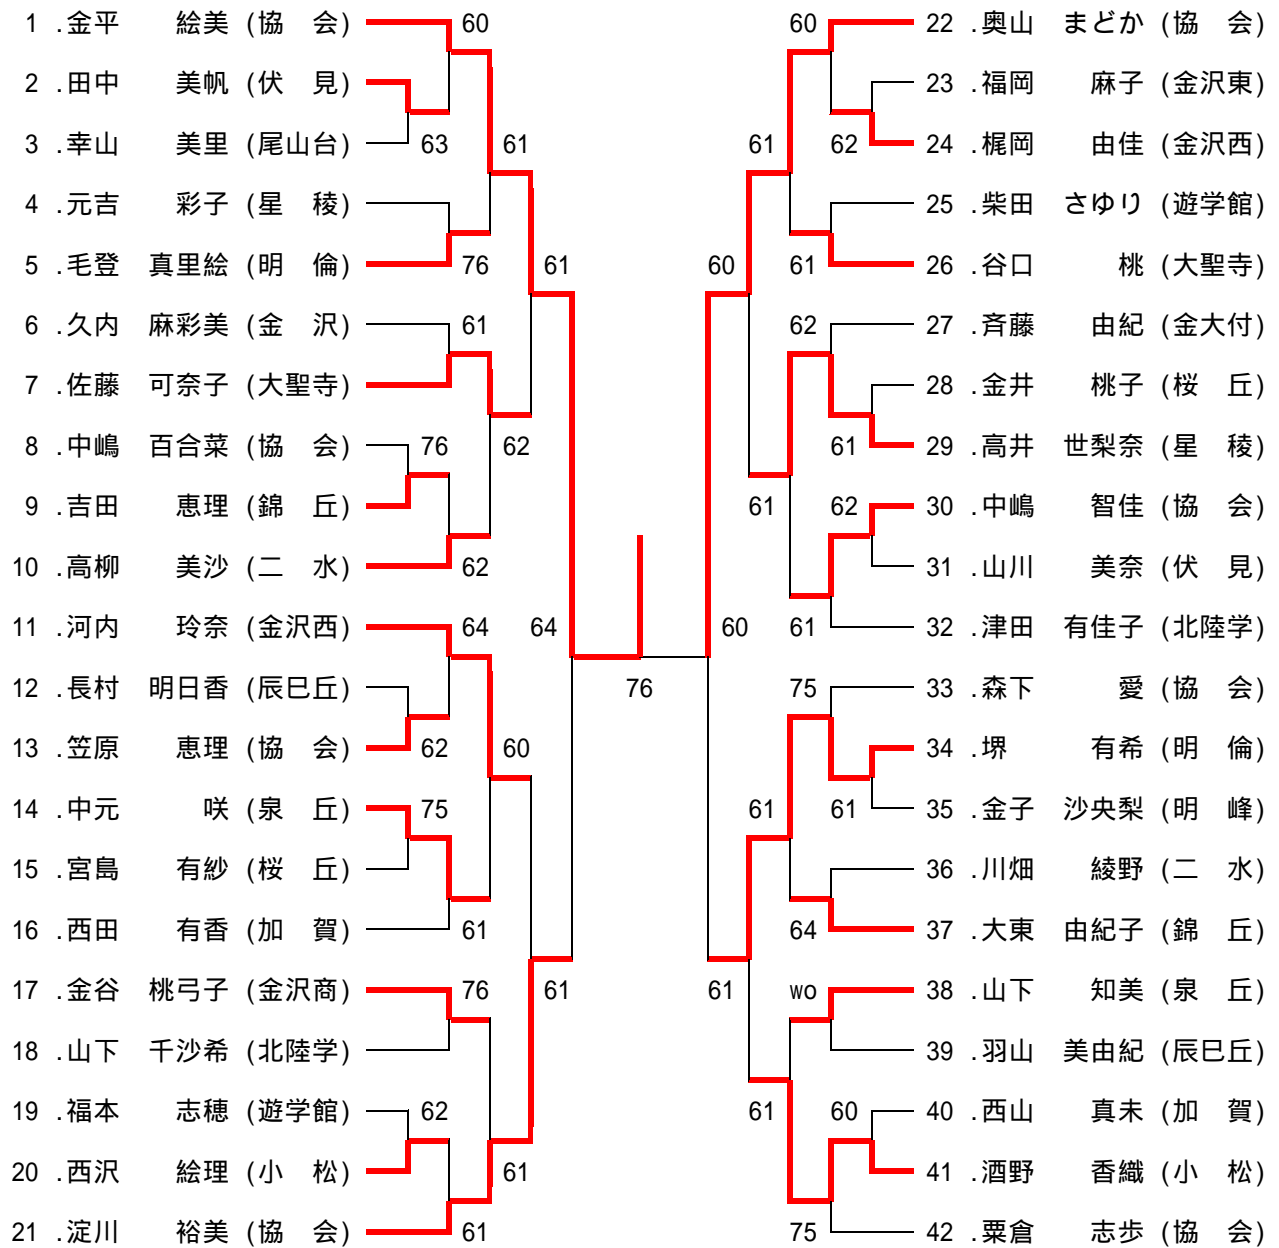 1 .金平　絵美 (協　会) 60
2 .田中　美帆 (伏　見)
3 .幸山　美里 (尾山台) 63 61
4 .元吉　彩子 (星　稜)
5 .毛登　真里絵 (明　倫) 76 61
6 .久内　麻彩美 (金　沢) 61
7 .佐藤　可奈子 (大聖寺)
8 .中嶋　百合菜 (協　会) 76 62
9 .吉田　恵理 (錦　丘)
10 .高柳　美沙 (二　水) 62
11 .河内　玲奈 (金沢西) 64 64
12 .長村　明日香 (辰巳丘)
13 .笠原　恵理 (協　会) 62 60
14 .中元　咲 (泉　丘) 75
15 .宮島　有紗 (桜　丘)
16 .西田　有香 (加　賀) 61
17 .金谷　桃弓子 (金沢商) 76 61
18 .山下　千沙希 (北陸学)
19 .福本　志穂 (遊学館) 62
20 .西沢　絵理 (小　松) 61
21 .淀川　裕美 (協　会) 61
76
60 22 .奥山　まどか (協　会)
23 .福岡　麻子 (金沢東)
61 62 24 .梶岡　由佳 (金沢西)
25 .柴田　さゆり (遊学館)
60 61 26 .谷口　桃 (大聖寺)
62 27 .斉藤　由紀 (金大付)
28 .金井　桃子 (桜　丘)
61 29 .高井　世梨奈 (星　稜)
61 62 30 .中嶋　智佳 (協　会)
31 .山川　美奈 (伏　見)
60 61 32 .津田　有佳子 (北陸学)
75 33 .森下　愛 (協　会)
34 .堺　有希 (明　倫)
61 61 35 .金子　沙央梨 (明　峰)
36 .川畑　綾野 (二　水)
64 37 .大東　由紀子 (錦　丘)
61 wo 38 .山下　知美 (泉　丘)
39 .羽山　美由紀 (辰巳丘)
61 60 40 .西山　真未 (加　賀)
41 .酒野　香織 (小　松)
75 42 .粟倉　志歩 (協　会)